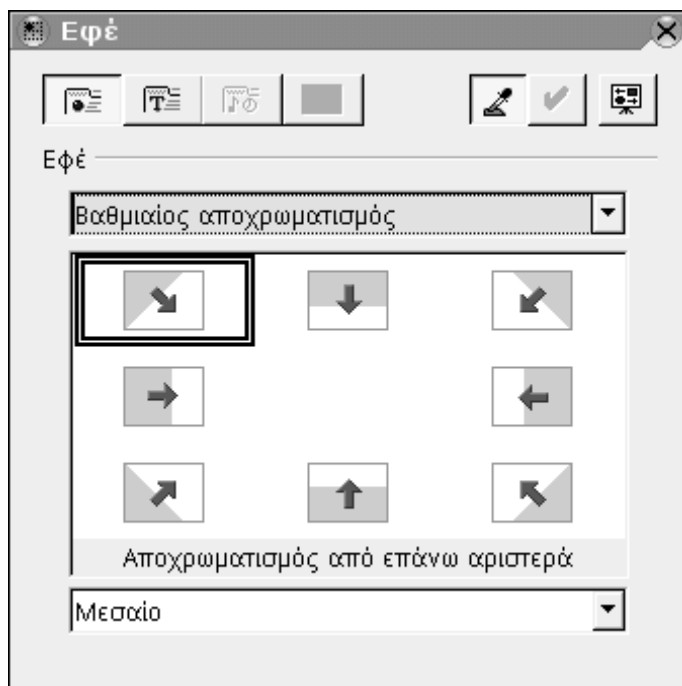 Εφέ
Εφέ
Βαθμιαίος αποχρωματισμός
Αποχρωματισμός από επάνω αριστερά
Μεσαίο